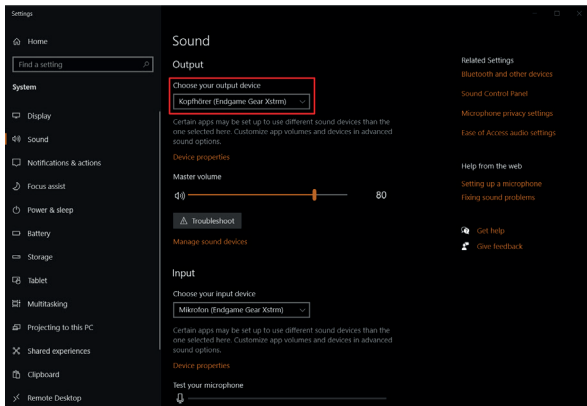 Settings
Home
Find a setting
System
Display
Sound
Notifications & actions
Focus assist
Power & sleep
Battery
Storage
Tablet
Multitasking
Projecting to this PC
Shared experiences
Clipboard
Remote Desktop
Sound
Output
Choose your output device
Kopfhörer (Endgame Gear Xstrm)
Certain apps may be set up to use different sound devices than the
one selected here. Customize app volumes and devices in advanced
sound options.
Device properties
Master volume
80
Troubleshoot
Manage sound devices
Input
Choose your input device
Mikrofon (Endgame Gear Xstrm)
Certain apps may be set up to use different sound devices than the
one selected here. Customize app volumes and devices in advanced
sound options.
Device properties
Test your microphone
Related Settings
Bluetooth and other devices
Sound Control Panel
Microphone privacy settings
Ease of Access audio settings
Help from the web
Setting up a microphone
Fixing sound problems
Get help
Give feedback